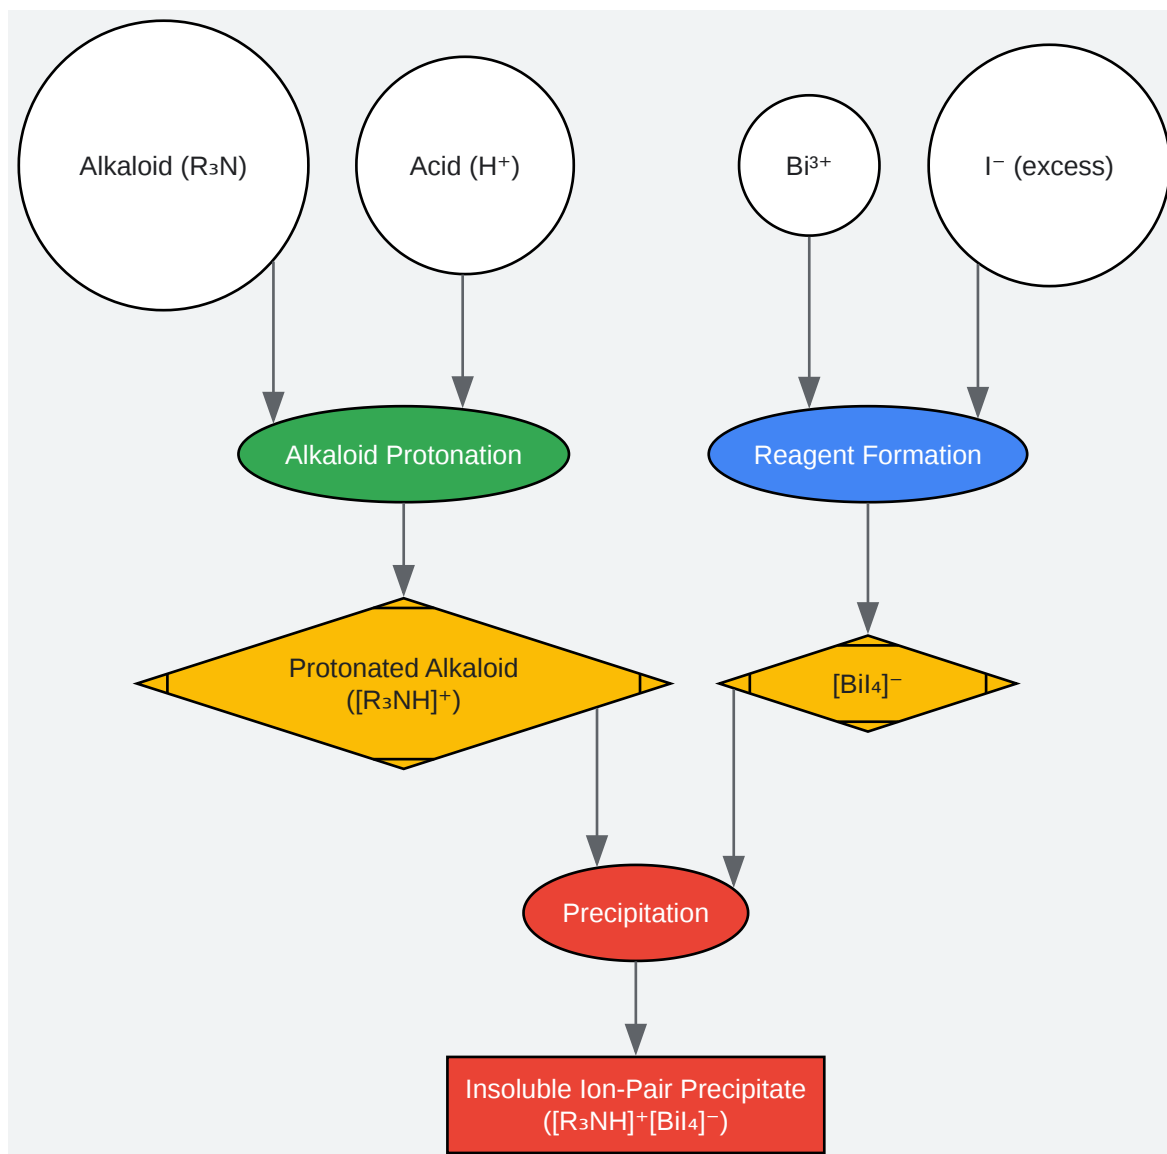 Alkaloid (R₃N)
Acid (H⁺)
Bi³⁺
I⁻ (excess)
Alkaloid Protonation
Reagent Formation
Protonated Alkaloid
([R₃NH]⁺)
[BiI₄]⁻
Precipitation
Insoluble Ion-Pair Precipitate
([R₃NH]⁺[BiI₄]⁻)